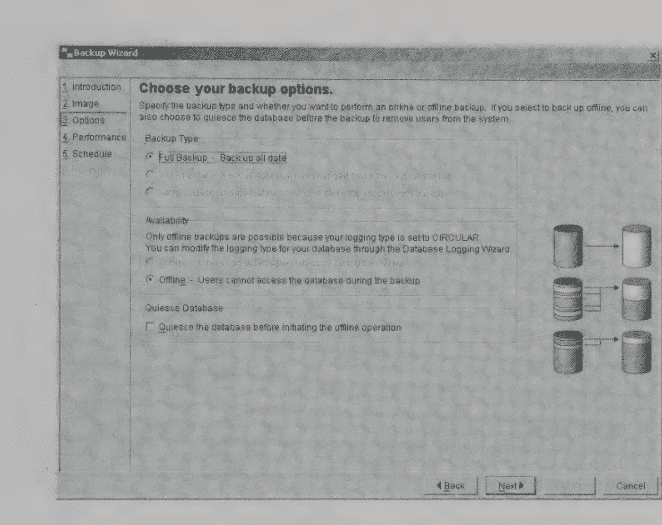 Backup Wizard
1. Introduction
2. Image
3. Options
4. Performance
5. Schedule
Choose your backup options.
Specify the backup type and whether you want to perform an online or offline backup. If you select to back up offline, you can
also choose to quiesce the database before the backup to remove users from the system.
Backup Type
Full Backup - Back up all data
Availability
Only offline backups are possible because your logging type is set to CIRCULAR.
You can modify the logging type for your database through the Database Logging Wizard.
Offline - Users cannot access the database during the backup
Quiesce Database
Quiesce the database before initiating the offline operation
Back
Next
Cancel